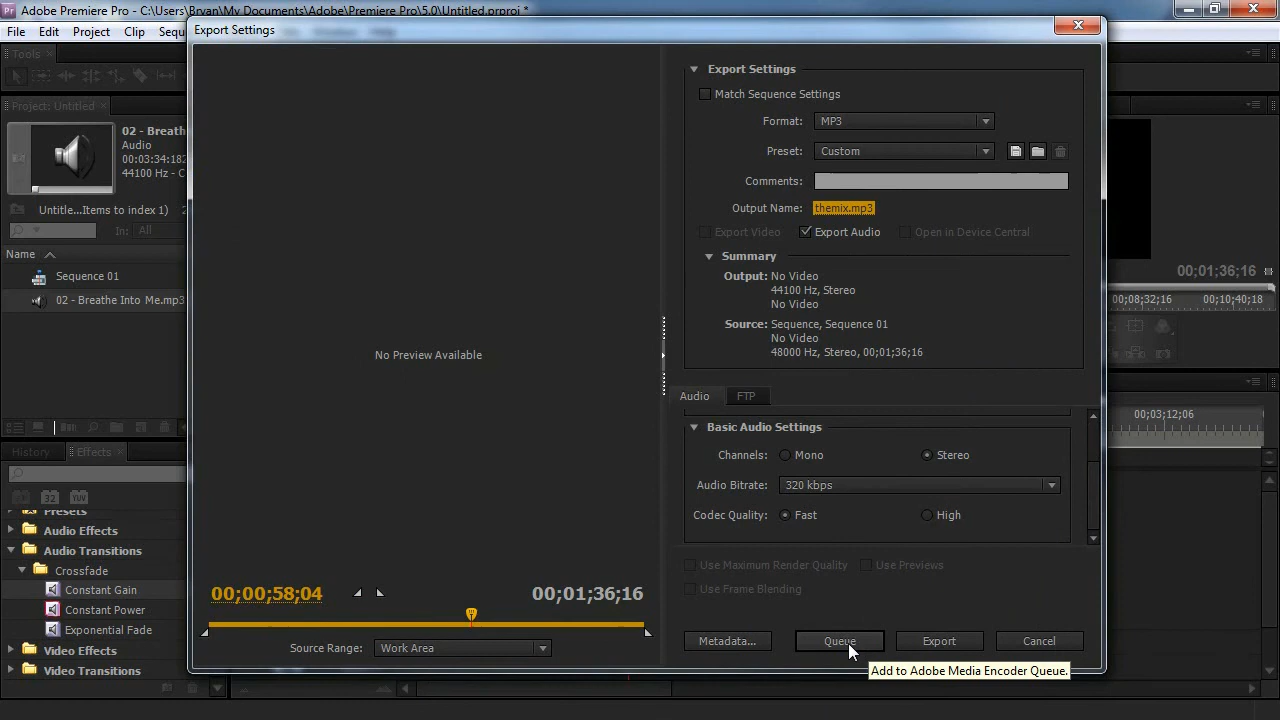 Adobe Premiere Pro - C:\Users\Bryan\My Documents\Adobe\Premiere Pro\5.0\Untitled.prproj *
File Edit Project Clip Sequ
Export Settings
Tools
Project: Untitled
02 - Breath
Audio
00;03;34:182
44100 Hz - C
Untitle...Items to index 1)
In: All
Name
Sequence 01
02 - Breathe Into Me.mp3
History Effects
32 YUV
Presets
Audio Effects
Audio Transitions
Crossfade
Constant Gain
Constant Power
Exponential Fade
Video Effects
Video Transitions
No Preview Available
00;00;58;04
00;01;36;16
Source Range: Work Area
Export Settings
Match Sequence Settings
Format: MP3
Preset: Custom
Comments:
Output Name: themix.mp3
Export Video Export Audio Open in Device Central
Summary
Output: No Video
44100 Hz, Stereo
No Video
Source: Sequence, Sequence 01
No Video
48000 Hz, Stereo, 00;01;36;16
Audio FTP
Basic Audio Settings
Channels: Mono Stereo
Audio Bitrate: 320 kbps
Codec Quality: Fast High
Use Maximum Render Quality Use Previews
Use Frame Blending
Metadata... Queue Export Cancel
Add to Adobe Media Encoder Queue.
00;01;36;16
00;08;32;16 00;10;40;18
00;03;12;06